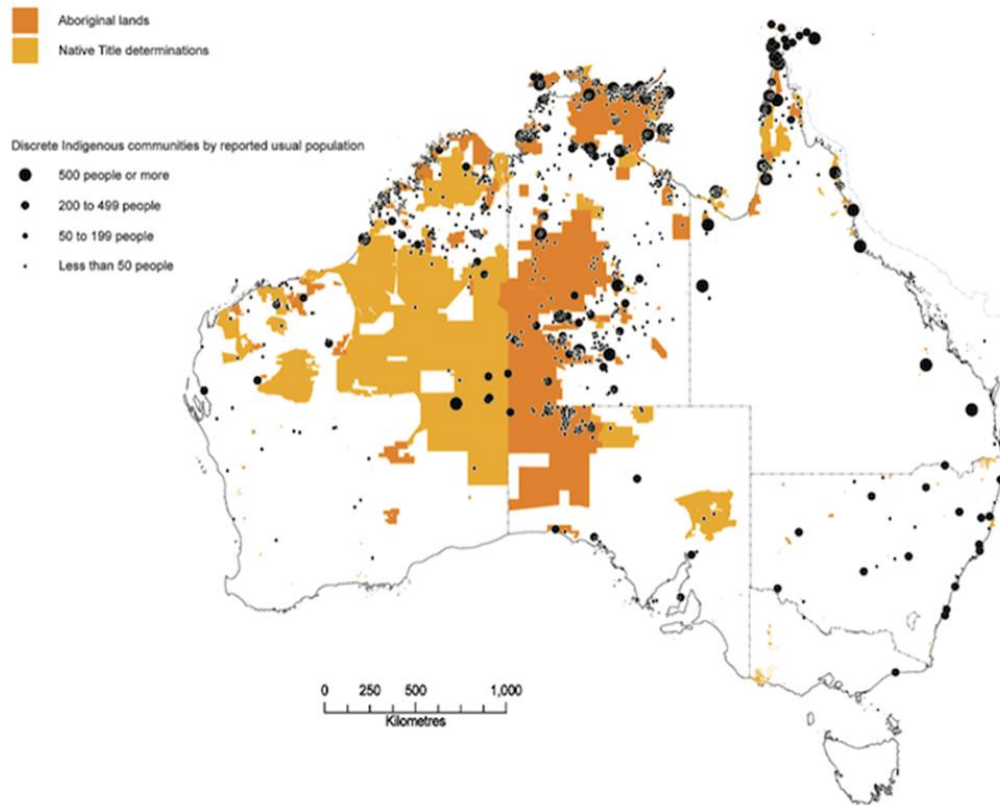 Aboriginal lands
Native Title determinations
Discrete Indigenous communities by reported usual population
500 people or more
200 to 499 people
50 to 199 people
Less than 50 people
0 250 500 1,000
Kilometres